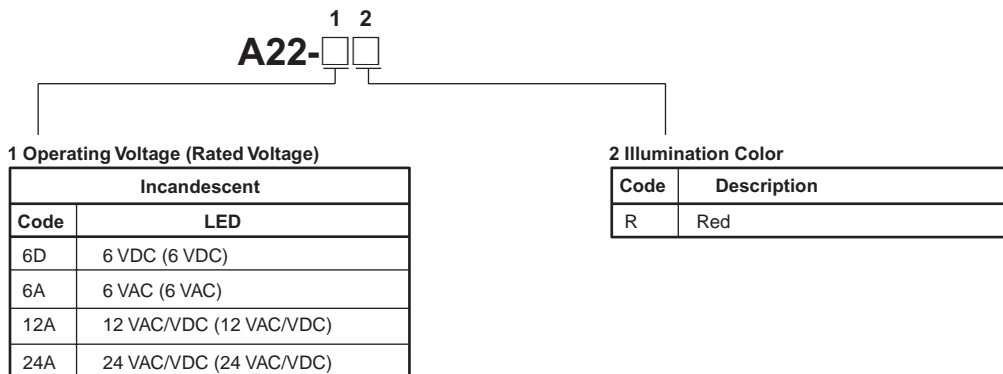 1 2
A22-
1 Operating Voltage (Rated Voltage)
Incandescent
Code LED
6D 6 VDC (6 VDC)
6A 6 VAC (6 VAC)
12A 12 VAC/VDC (12 VAC/VDC)
24A 24 VAC/VDC (24 VAC/VDC)
2 Illumination Color
Code Description
R Red